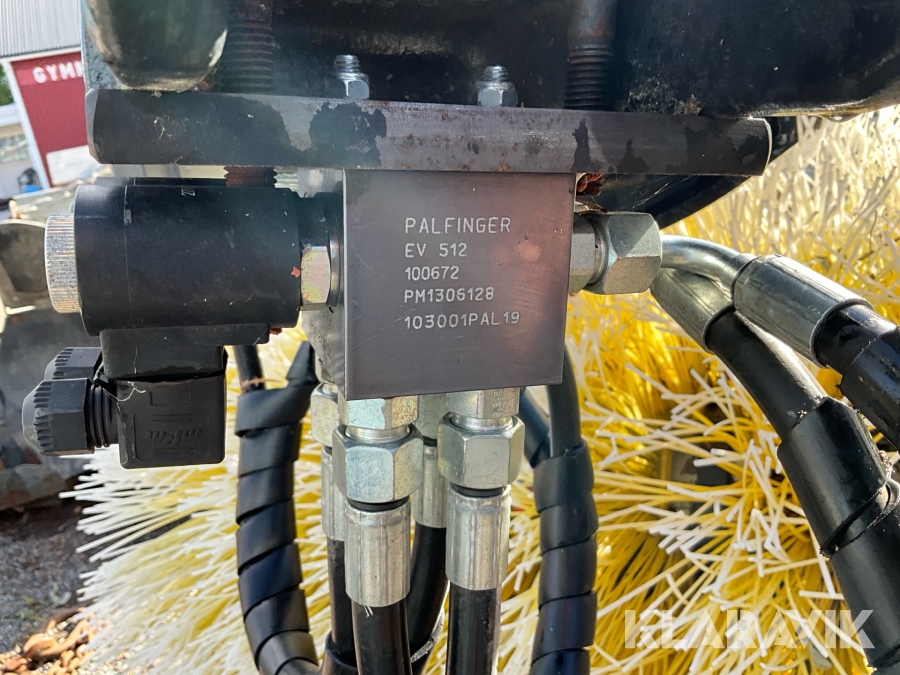 GYMN
PALFINGER
EV 512
100672
PM1306128
103001PAL19
KLARAVIK